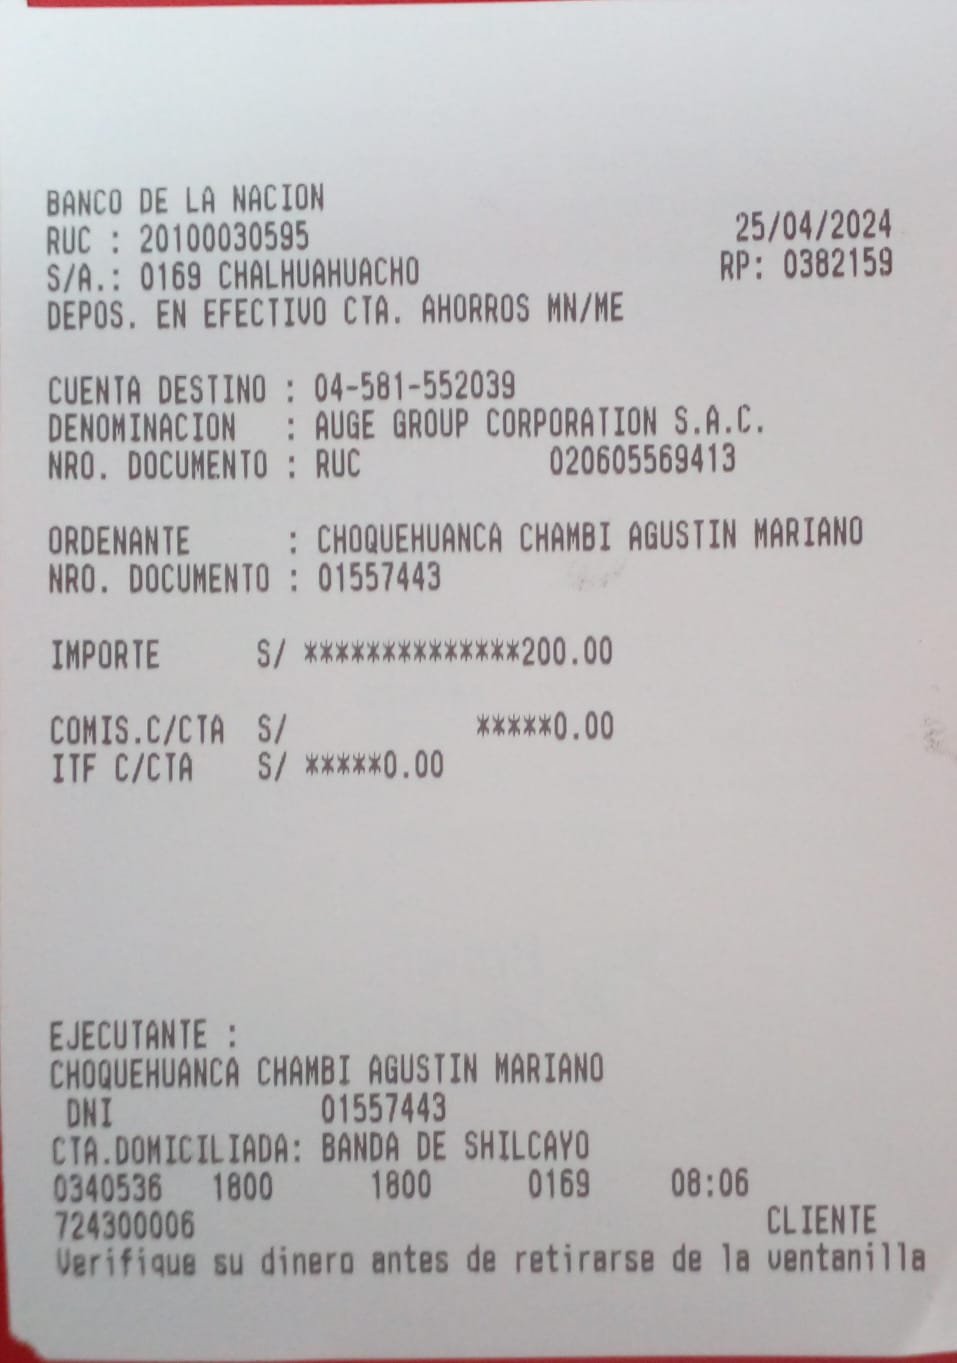 BANCO DE LA NACION
RUC : 20100030595 25/04/2024
S/A.: 0169 CHALHUAHUACHO RP: 0382159
DEPOS. EN EFECTIVO CTA. AHORROS MN/ME
CUENTA DESTINO : 04-581-552039
DENOMINACION : AUGE GROUP CORPORATION S.A.C.
NRO. DOCUMENTO : RUC 020605569413
ORDENANTE : CHOQUEHUANCA CHAMBI AGUSTIN MARIANO
NRO. DOCUMENTO : 01557443
IMPORTE S/ **************200.00
COMIS.C/CTA S/ *****0.00
ITF C/CTA S/ *****0.00
EJECUTANTE :
CHOQUEHUANCA CHAMBI AGUSTIN MARIANO
DNI 01557443
CTA.DOMICILIADA: BANDA DE SHILCAYO
0340536 1800 1800 0169 08:06
724300006 CLIENTE
Verifique su dinero antes de retirarse de la ventanilla